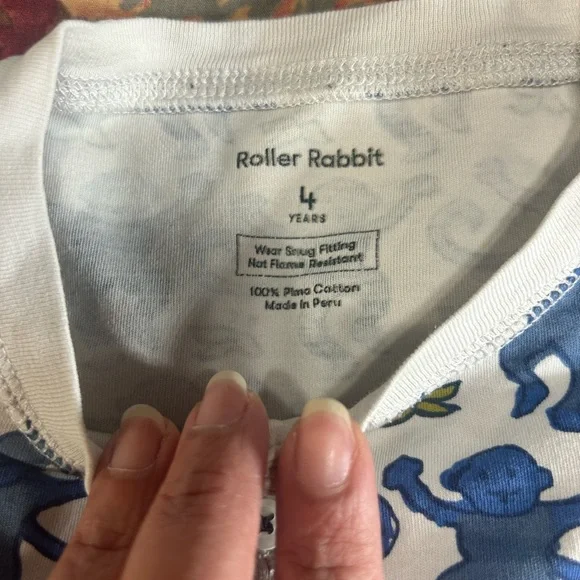 Roller Rabbit
4
YEARS
Wear Snug Fitting
Not Flame Resistant
100% Pima Cotton
Made in Peru